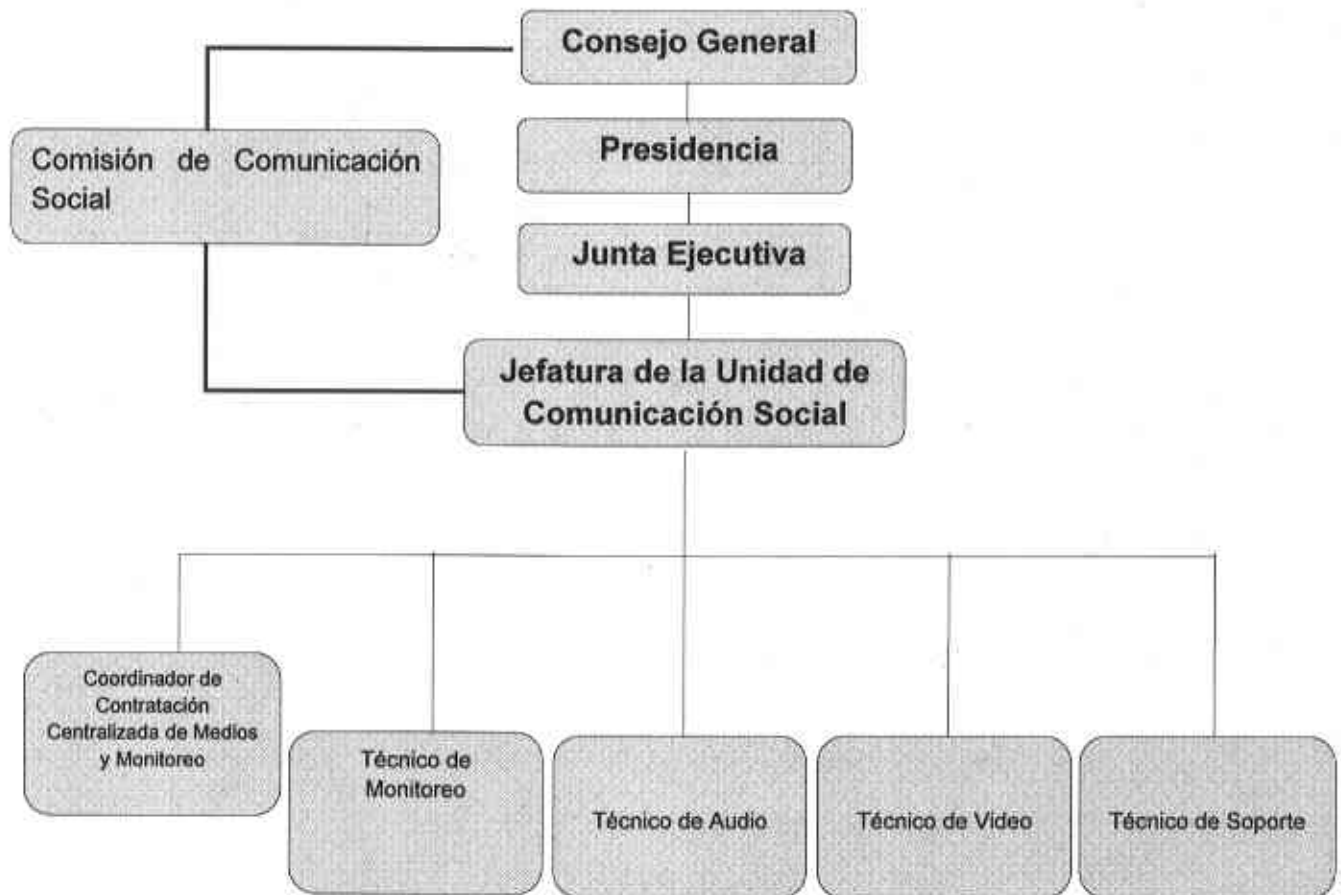 Consejo General
Comisión de Comunicación
Social
Presidencia
Junta Ejecutiva
Jefatura de la Unidad de
Comunicación Social
Coordinador de
Contratación
Centralizada de Medios
y Monitoreo
Técnico de
Monitoreo
Técnico de Audio
Técnico de Video
Técnico de Soporte